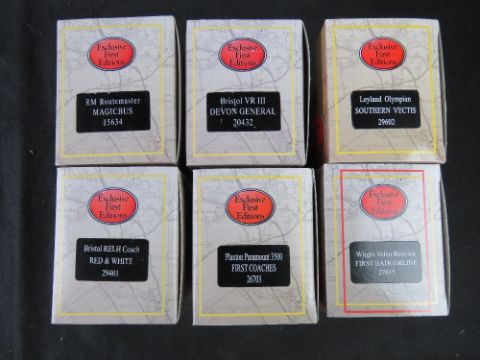 Exclusive
First
Editions
RM Routemaster
MAGICBUS
15634
Exclusive
First
Editions
Bristol VR III
DEVON GENERAL
20432
Exclusive
First
Editions
Leyland Olympian
SOUTHERN VECTIS
29602
Exclusive
First
Editions
Bristol RELH Coach
RED & WHITE
29401
Exclusive
First
Editions
Plaxton Paramount 3500
FIRST COACHES
26703
Exclusive
First
Editions
Wright Volvo
FIRST BADGERLINE
27615